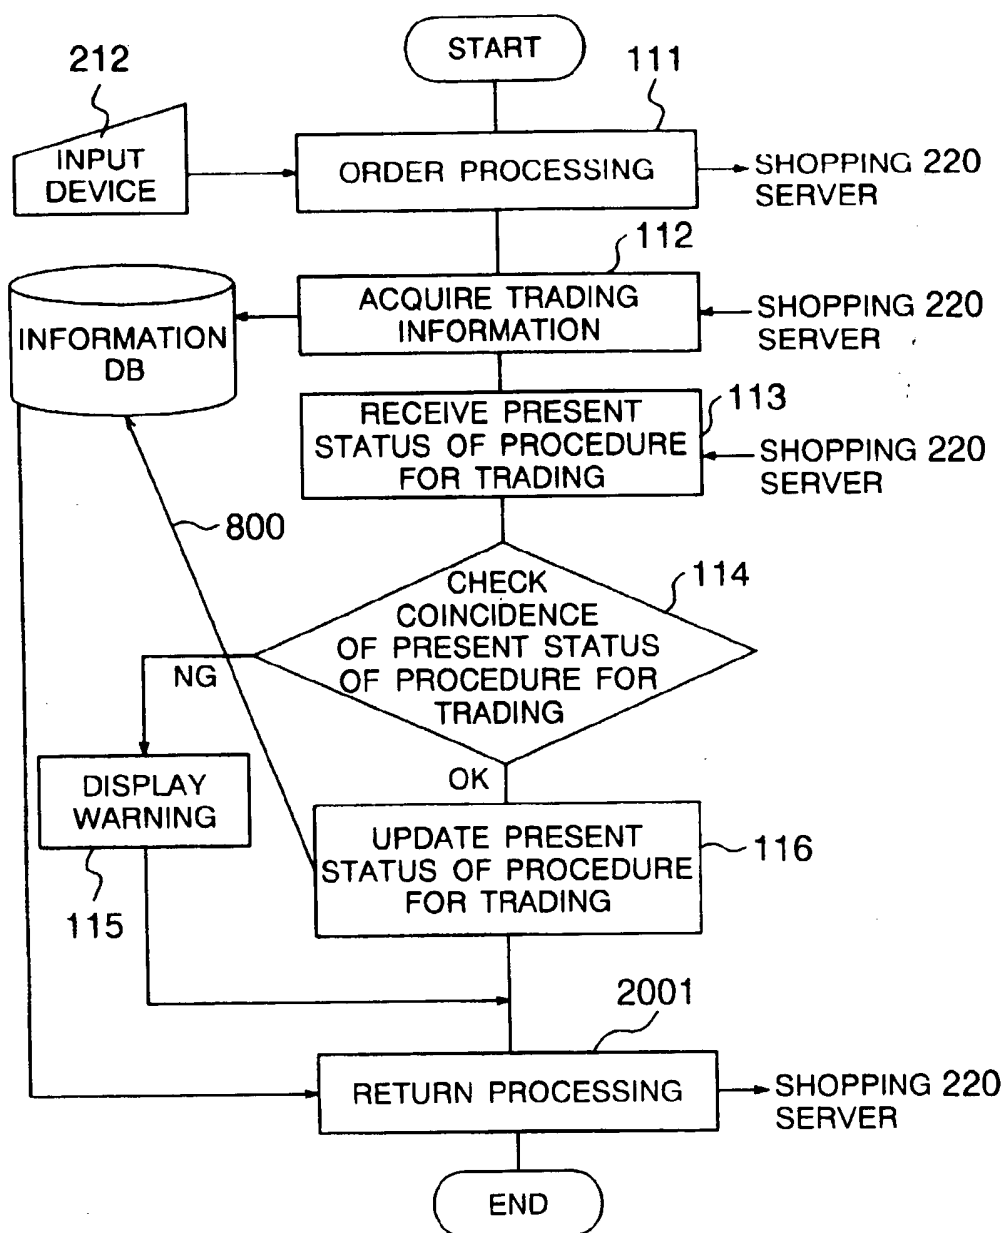 START
212
111
INPUT
DEVICE
ORDER PROCESSING
SHOPPING 220
SERVER
112
ACQUIRE TRADING
INFORMATION
SHOPPING 220
SERVER
INFORMATION
DB
RECEIVE PRESENT
STATUS OF PROCEDURE
FOR TRADING
113
SHOPPING 220
SERVER
800
CHECK
COINCIDENCE
OF PRESENT STATUS
OF PROCEDURE FOR
TRADING
114
NG
OK
DISPLAY
WARNING
115
UPDATE PRESENT
STATUS OF PROCEDURE
FOR TRADING
116
2001
RETURN PROCESSING
SHOPPING 220
SERVER
END